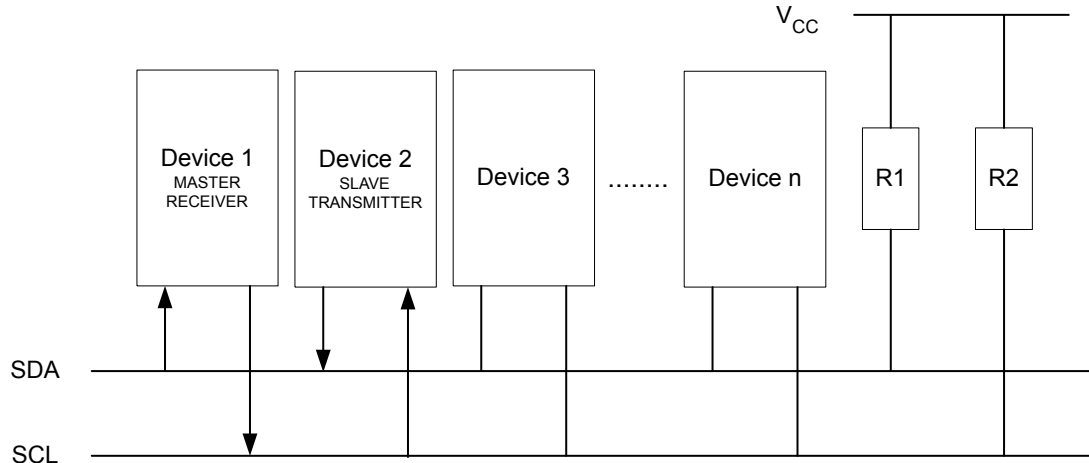 V_CC
Device 1
MASTER
RECEIVER
Device 2
SLAVE
TRANSMITTER
Device 3
........
Device n
R1
R2
SDA
SCL